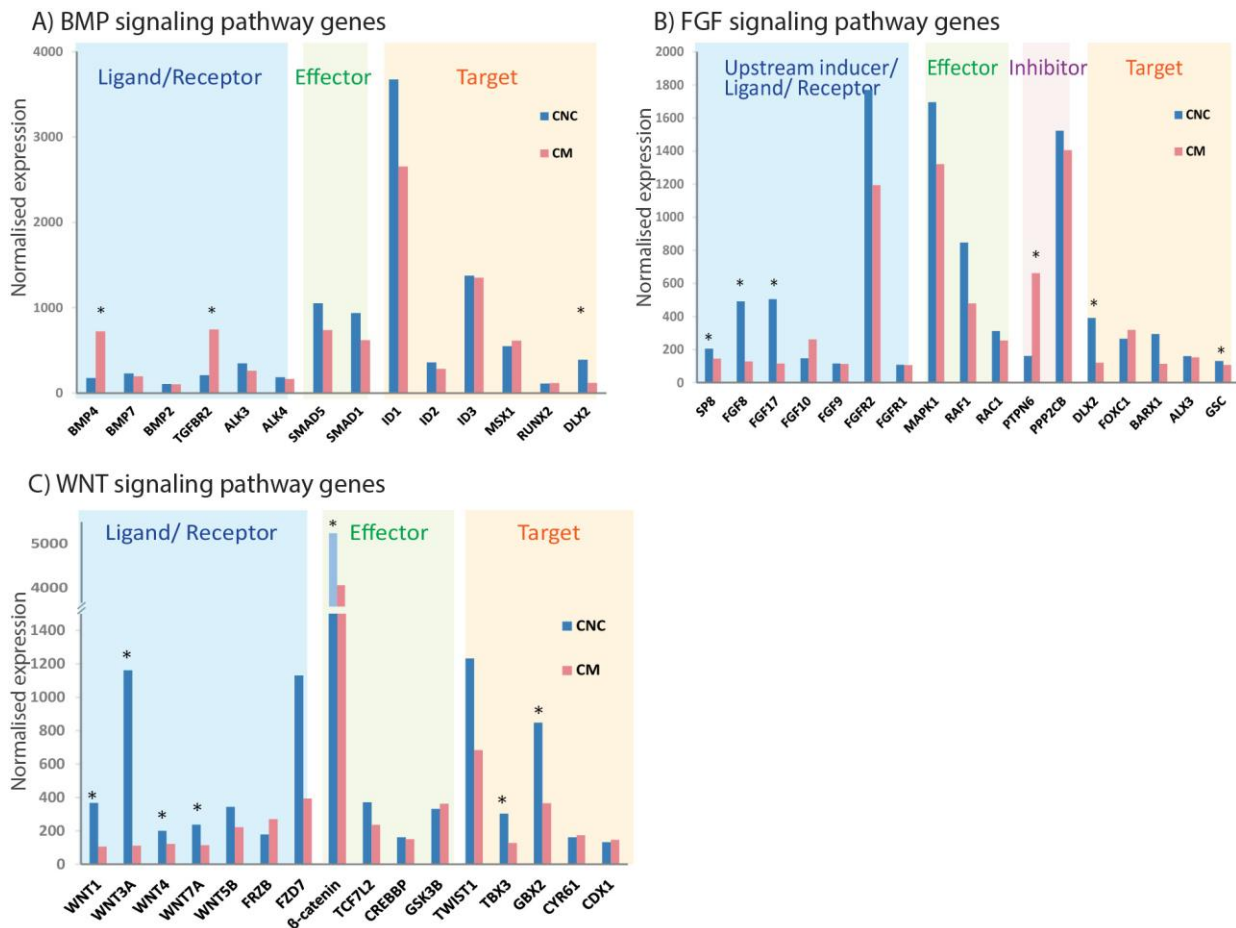 A) BMP signaling pathway genes
Normalised expression
4000
3000
2000
1000
0
Ligand/Receptor
Effector
Target
CNC
CM
*
*
*
BMP4
BMP7
BMP2
TGFBR2
ALK3
ALK4
SMAD5
SMAD1
ID1
ID2
ID3
MSX1
RUNX2
DLX2
B) FGF signaling pathway genes
Normalised expression
2000
1800
1600
1400
1200
1000
800
600
400
200
0
Upstream inducer/
Ligand/ Receptor
Effector
Inhibitor
Target
CNC
CM
*
*
*
*
*
*
SP8
FGF8
FGF17
FGF10
FGF9
FGFR2
FGFR1
MAPK1
RAF1
RAC1
PTPN6
PPP2CB
DLX2
FOXC1
BARX1
ALX3
GSC
C) WNT signaling pathway genes
Normalised expression
5000
4000
1400
1200
1000
800
600
400
200
0
Ligand/ Receptor
Effector
Target
CNC
CM
*
*
*
*
*
*
*
WNT1
WNT3A
WNT4
WNT7A
WNT5B
FRZB
FZD7
β-catenin
TCF7L2
CREBBP
GSK3B
TWIST1
TBX3
GBX2
CYR61
CDX1